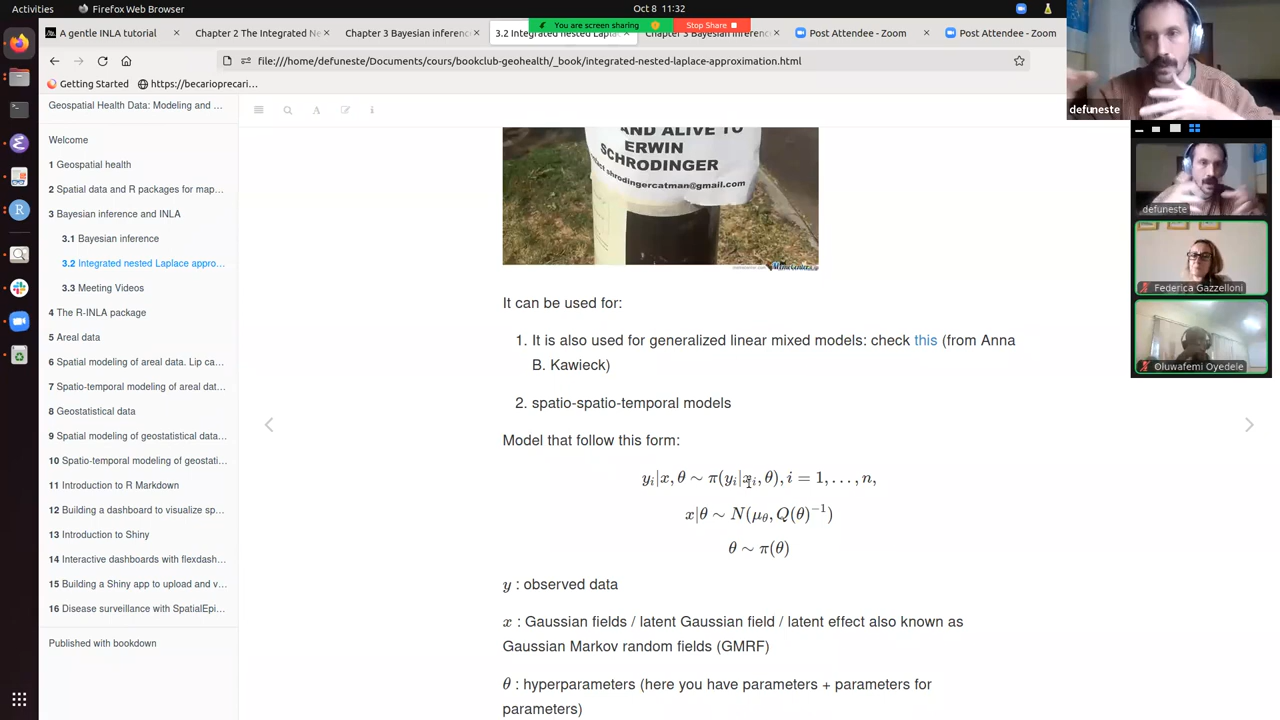 Activities
Firefox Web Browser
Oct 8 11:32
You are screen sharing
Stop Share
A gentle INLA tutorial
Chapter 2 The Integrated Ne
Chapter 3 Bayesian inference
3.2 Integrated nested Lapla
Chapter 3 Bayesian inference
Post Attendee - Zoom
Post Attendee - Zoom
file:///home/defuneste/Documents/cours/bookclub-geohealth/_book/integrated-nested-laplace-approximation.html
Getting Started
https://becarioprecari...
Geospatial Health Data: Modeling and ...
Welcome
1 Geospatial health
2 Spatial data and R packages for map...
3 Bayesian inference and INLA
3.1 Bayesian inference
3.2 Integrated nested Laplace appro...
3.3 Meeting Videos
4 The R-INLA package
5 Areal data
6 Spatial modeling of areal data. Lip ca...
7 Spatio-temporal modeling of areal dat...
8 Geostatistical data
9 Spatial modeling of geostatistical data...
10 Spatio-temporal modeling of geostati...
11 Introduction to R Markdown
12 Building a dashboard to visualize sp...
13 Introduction to Shiny
14 Interactive dashboards with flexdash...
15 Building a Shiny app to upload and v...
16 Disease surveillance with SpatialEpi...
Published with bookdown
AND ALIVE TO
ERWIN
SCHRODINGER
shrodingercatman@gmail.com
It can be used for:
1. It is also used for generalized linear mixed models: check this (from Anna
B. Kawieck)
2. spatio-spatio-temporal models
Model that follow this form:
y_i|x, θ ∼ π(y_i|x_i, θ), i = 1, . . . , n,
x|θ ∼ N(μ_θ, Q(θ)^{-1})
θ ∼ π(θ)
y : observed data
x : Gaussian fields / latent Gaussian field / latent effect also known as
Gaussian Markov random fields (GMRF)
θ : hyperparameters (here you have parameters + parameters for
parameters)
defuneste
defuneste
Federica Gazzelloni
Oluwafemi Oyedele